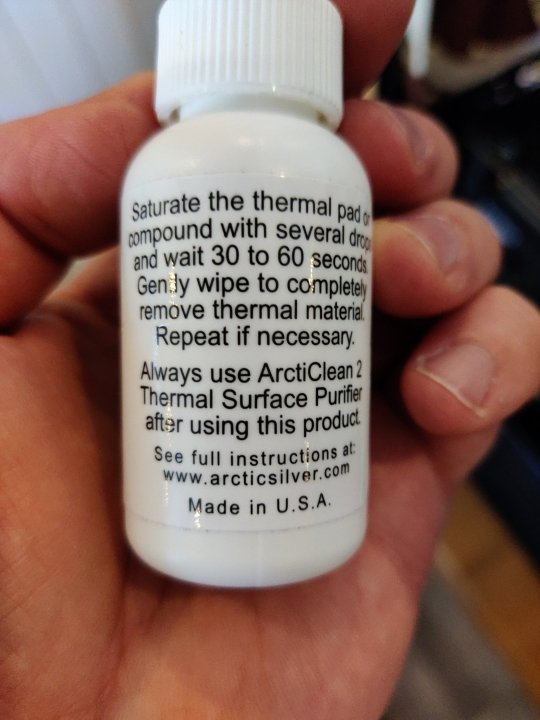 Saturate the thermal pad or
compound with several drops
and wait 30 to 60 seconds.
Gently wipe to completely
remove thermal material.
Repeat if necessary.
Always use ArctiClean 2
Thermal Surface Purifier
after using this product.
See full instructions at:
www.arcticsilver.com
Made in U.S.A.